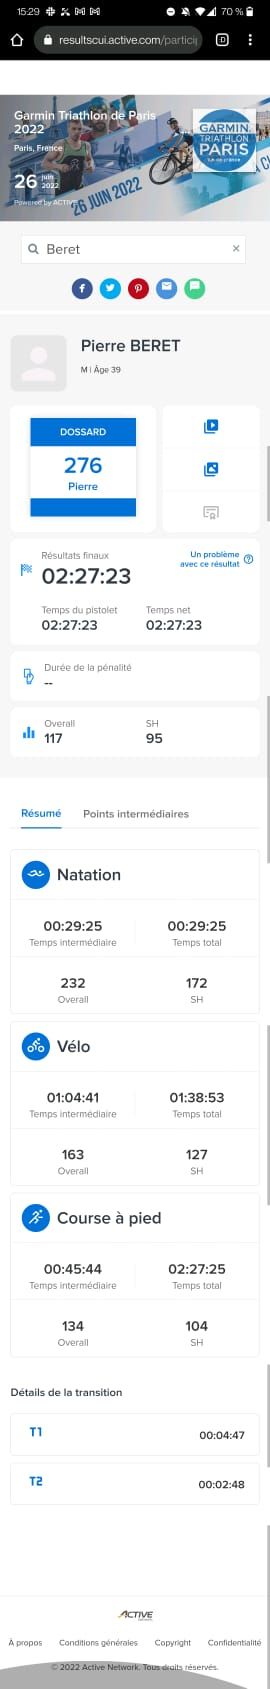 15:29
70 %
resultscui.active.com/partici
Garmin Triathlon de Paris
2022
Paris, France
26 juin 2022
Powered by ACTIVE
26 JUIN 2022
GARMIN
TRIATHLON
PARIS
Beret
Pierre BERET
M | Âge 39
DOSSARD
276
Pierre
Résultats finaux
02:27:23
Un problème
avec ce résultat
Temps du pistolet Temps net
02:27:23 02:27:23
Durée de la pénalité
--
Overall SH
117 95
Résumé Points intermédiaires
Natation
00:29:25 00:29:25
Temps intermédiaire Temps total
232 172
Overall SH
Vélo
01:04:41 01:38:53
Temps intermédiaire Temps total
163 127
Overall SH
Course à pied
00:45:44 02:27:25
Temps intermédiaire Temps total
134 104
Overall SH
Détails de la transition
T1 00:04:47
T2 00:02:48
ACTIVE
À propos Conditions générales Copyright Confidentialité
© 2022 Active Network. Tous droits réservés.